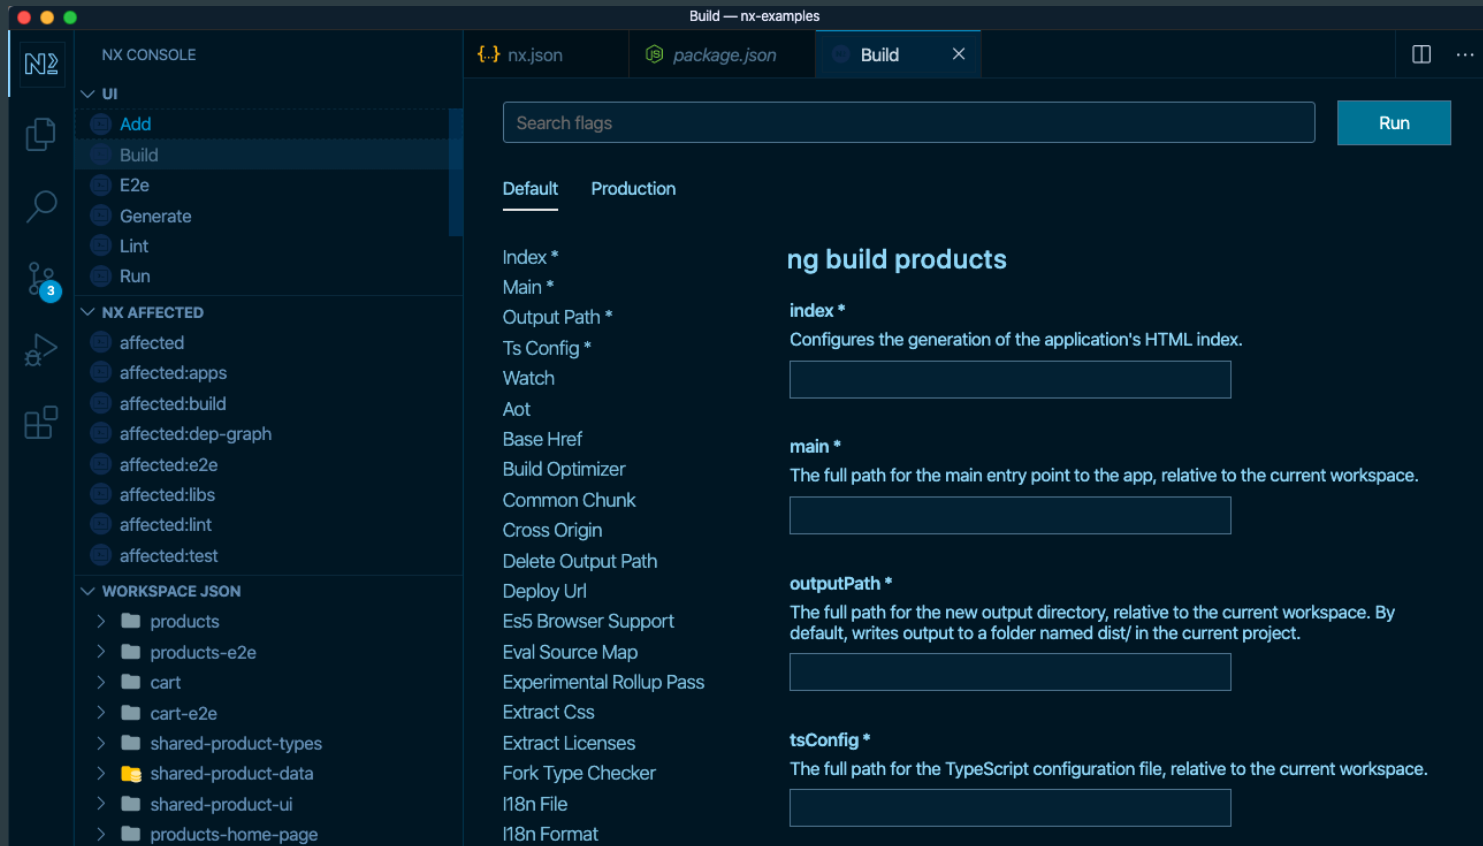 Build — nx-examples
NX CONSOLE
UI
Add
Build
E2e
Generate
Lint
Run
NX AFFECTED
affected
affected:apps
affected:build
affected:dep-graph
affected:e2e
affected:libs
affected:lint
affected:test
WORKSPACE JSON
products
products-e2e
cart
cart-e2e
shared-product-types
shared-product-data
shared-product-ui
products-home-page
3
{..} nx.json
JS package.json
Build
Search flags
Run
Default
Production
Index *
Main *
Output Path *
Ts Config *
Watch
Aot
Base Href
Build Optimizer
Common Chunk
Cross Origin
Delete Output Path
Deploy Url
Es5 Browser Support
Eval Source Map
Experimental Rollup Pass
Extract Css
Extract Licenses
Fork Type Checker
I18n File
I18n Format
ng build products
index *
Configures the generation of the application's HTML index.
main *
The full path for the main entry point to the app, relative to the current workspace.
outputPath *
The full path for the new output directory, relative to the current workspace. By
default, writes output to a folder named dist/ in the current project.
tsConfig *
The full path for the TypeScript configuration file, relative to the current workspace.